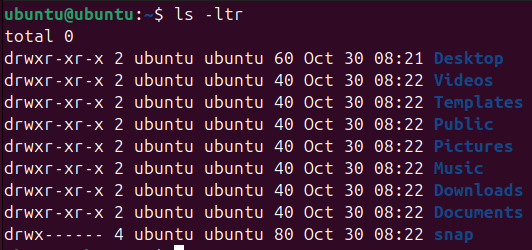 ubuntu@ubuntu:~$ ls -ltr
total 0
drwxr-xr-x 2 ubuntu ubuntu 60 Oct 30 08:21 Desktop
drwxr-xr-x 2 ubuntu ubuntu 40 Oct 30 08:22 Videos
drwxr-xr-x 2 ubuntu ubuntu 40 Oct 30 08:22 Templates
drwxr-xr-x 2 ubuntu ubuntu 40 Oct 30 08:22 Public
drwxr-xr-x 2 ubuntu ubuntu 40 Oct 30 08:22 Pictures
drwxr-xr-x 2 ubuntu ubuntu 40 Oct 30 08:22 Music
drwxr-xr-x 2 ubuntu ubuntu 40 Oct 30 08:22 Downloads
drwxr-xr-x 2 ubuntu ubuntu 40 Oct 30 08:22 Documents
drwx------ 4 ubuntu ubuntu 80 Oct 30 08:22 snap